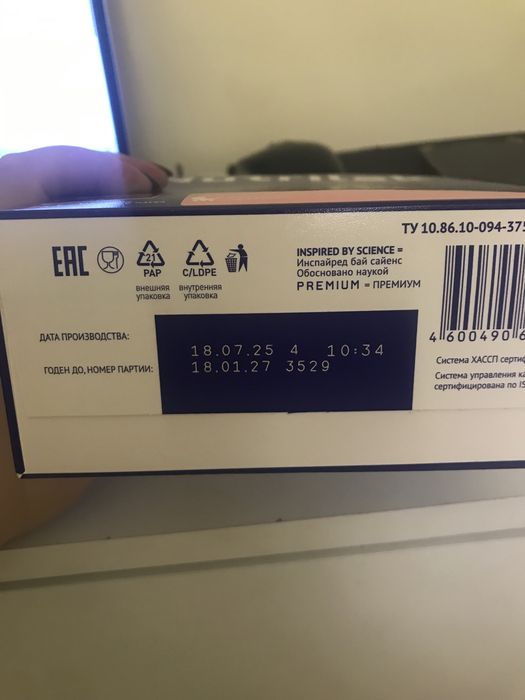 ТУ 10.86.10-094-375
EAC
21
PAP
C/LDPE
внешняя
упаковка
внутренняя
упаковка
INSPIRED BY SCIENCE =
Инспайред бай сайенс
Обосновано наукой
PREMIUM = ПРЕМИУМ
4 600490 6
ДАТА ПРОИЗВОДСТВА:
18.07.25 4 10:34
ГОДЕН ДО, НОМЕР ПАРТИИ:
18.01.27 3529
Система ХАССП сертиф
Система управления ка
сертифицирована по IS